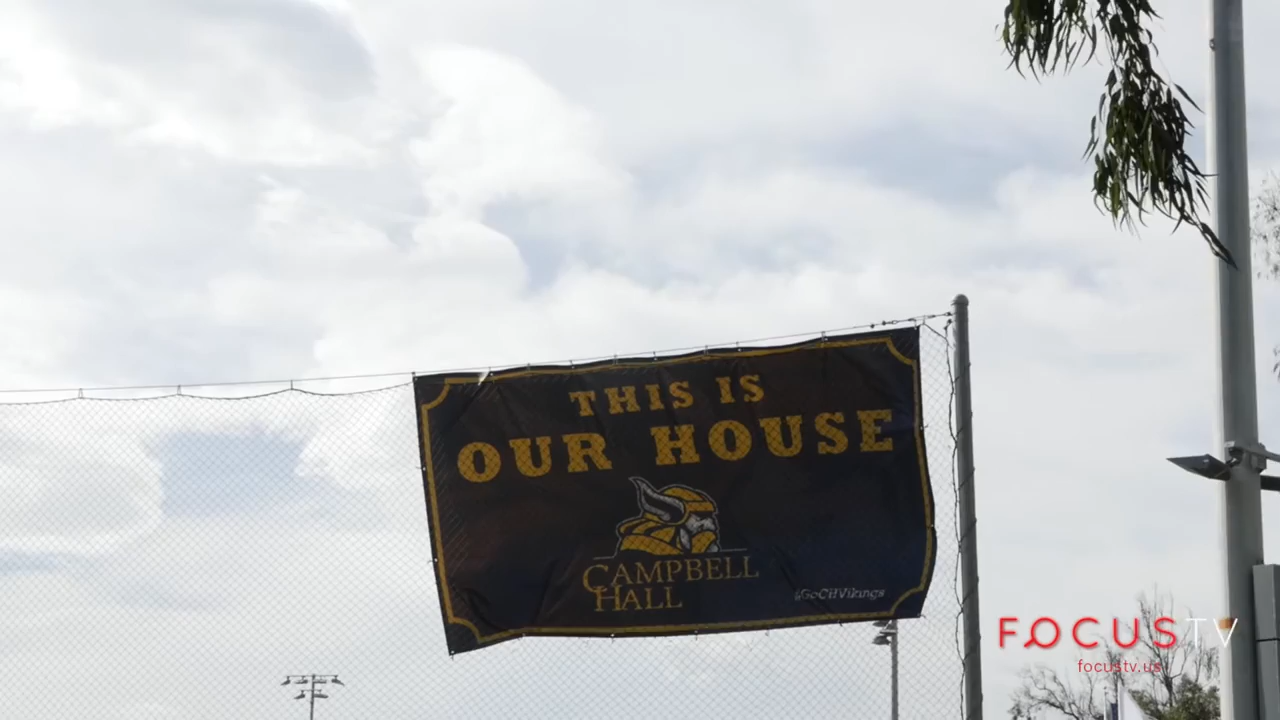 THIS IS
OUR HOUSE
CAMPBELL
HALL
#GoCHVikings
FOCUSTV
focustv.us